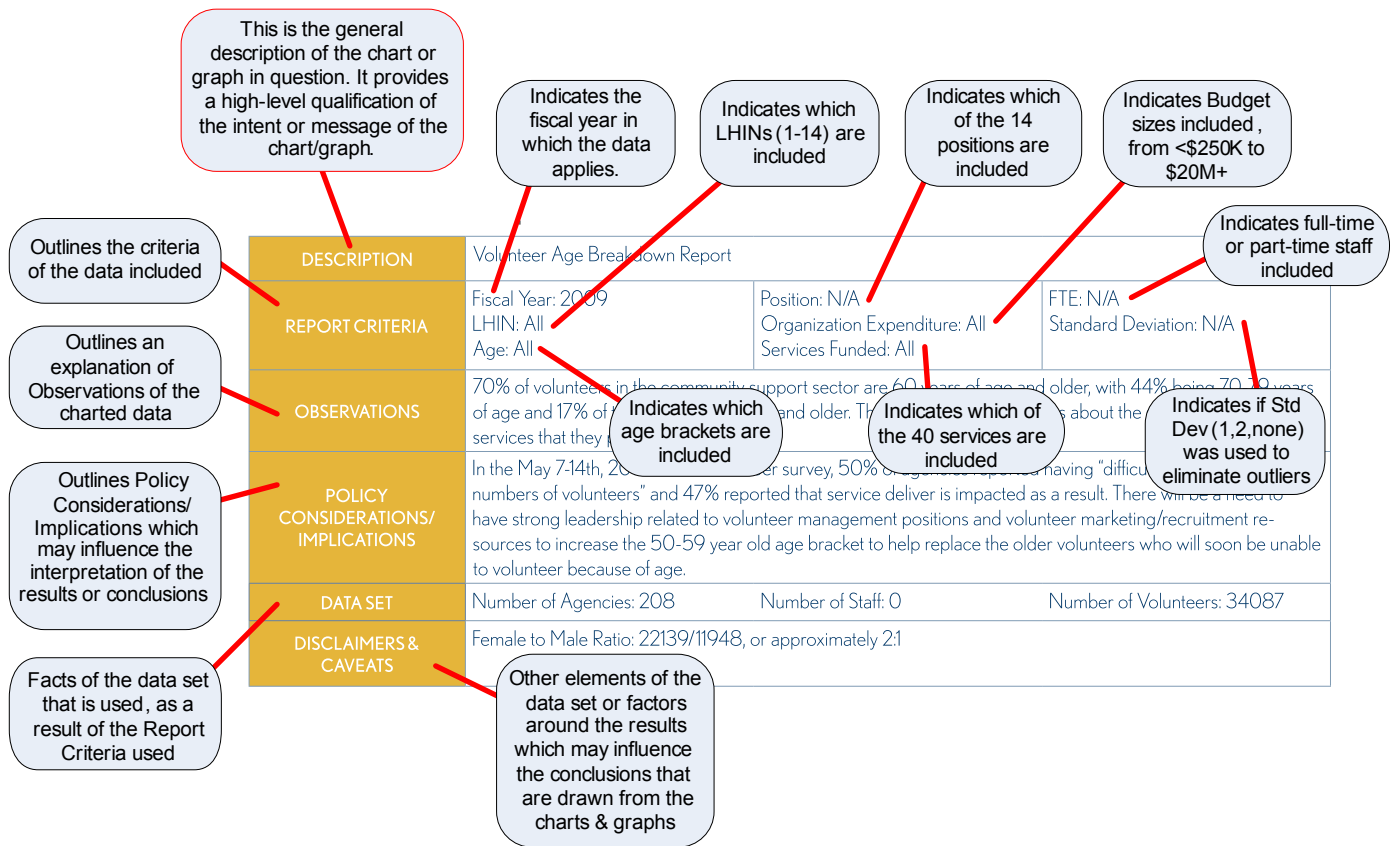 This is the general
description of the chart or
graph in question. It provides
a high-level qualification of
the intent or message of the
chart/graph.
Indicates the
fiscal year in
which the data
applies.
Indicates which
LHINs (1-14) are
included
Indicates which
of the 14
positions are
included
Indicates Budget
sizes included ,
from <$250K to
$20M+
Indicates full-time
or part-time staff
included
Outlines the criteria
of the data included
Outlines an
explanation of
Observations of the
charted data
Outlines Policy
Considerations/
Implications which
may influence the
interpretation of the
results or conclusions
Facts of the data set
that is used, as a
result of the Report
Criteria used
DESCRIPTION
Volunteer Age Breakdown Report
REPORT CRITERIA
Fiscal Year: 2009
LHIN: All
Age: All
Position: N/A
Organization Expenditure: All
Services Funded: All
FTE: N/A
Standard Deviation: N/A
OBSERVATIONS
70% of volunteers in the community support sector are 60 years of age and older, with 44% being 70-79 years
of age and 17% of and older. about the
services that they
Indicates which
age brackets are
included
Indicates which of
the 40 services are
included
Indicates if Std
Dev (1,2,none)
was used to
eliminate outliers
POLICY
CONSIDERATIONS/
IMPLICATIONS
In the May 7-14th, survey, 50% having "difficul
numbers of volunteers" and 47% reported that service deliver is impacted as a result. There will be a need to
have strong leadership related to volunteer management positions and volunteer marketing/recruitment re-
sources to increase the 50-59 year old age bracket to help replace the older volunteers who will soon be unable
to volunteer because of age.
DATA SET
Number of Agencies: 208 Number of Staff: 0 Number of Volunteers: 34087
DISCLAIMERS &
CAVEATS
Female to Male Ratio: 22139/11948, or approximately 2:1
Other elements of the
data set or factors
around the results
which may influence
the conclusions that
are drawn from the
charts & graphs